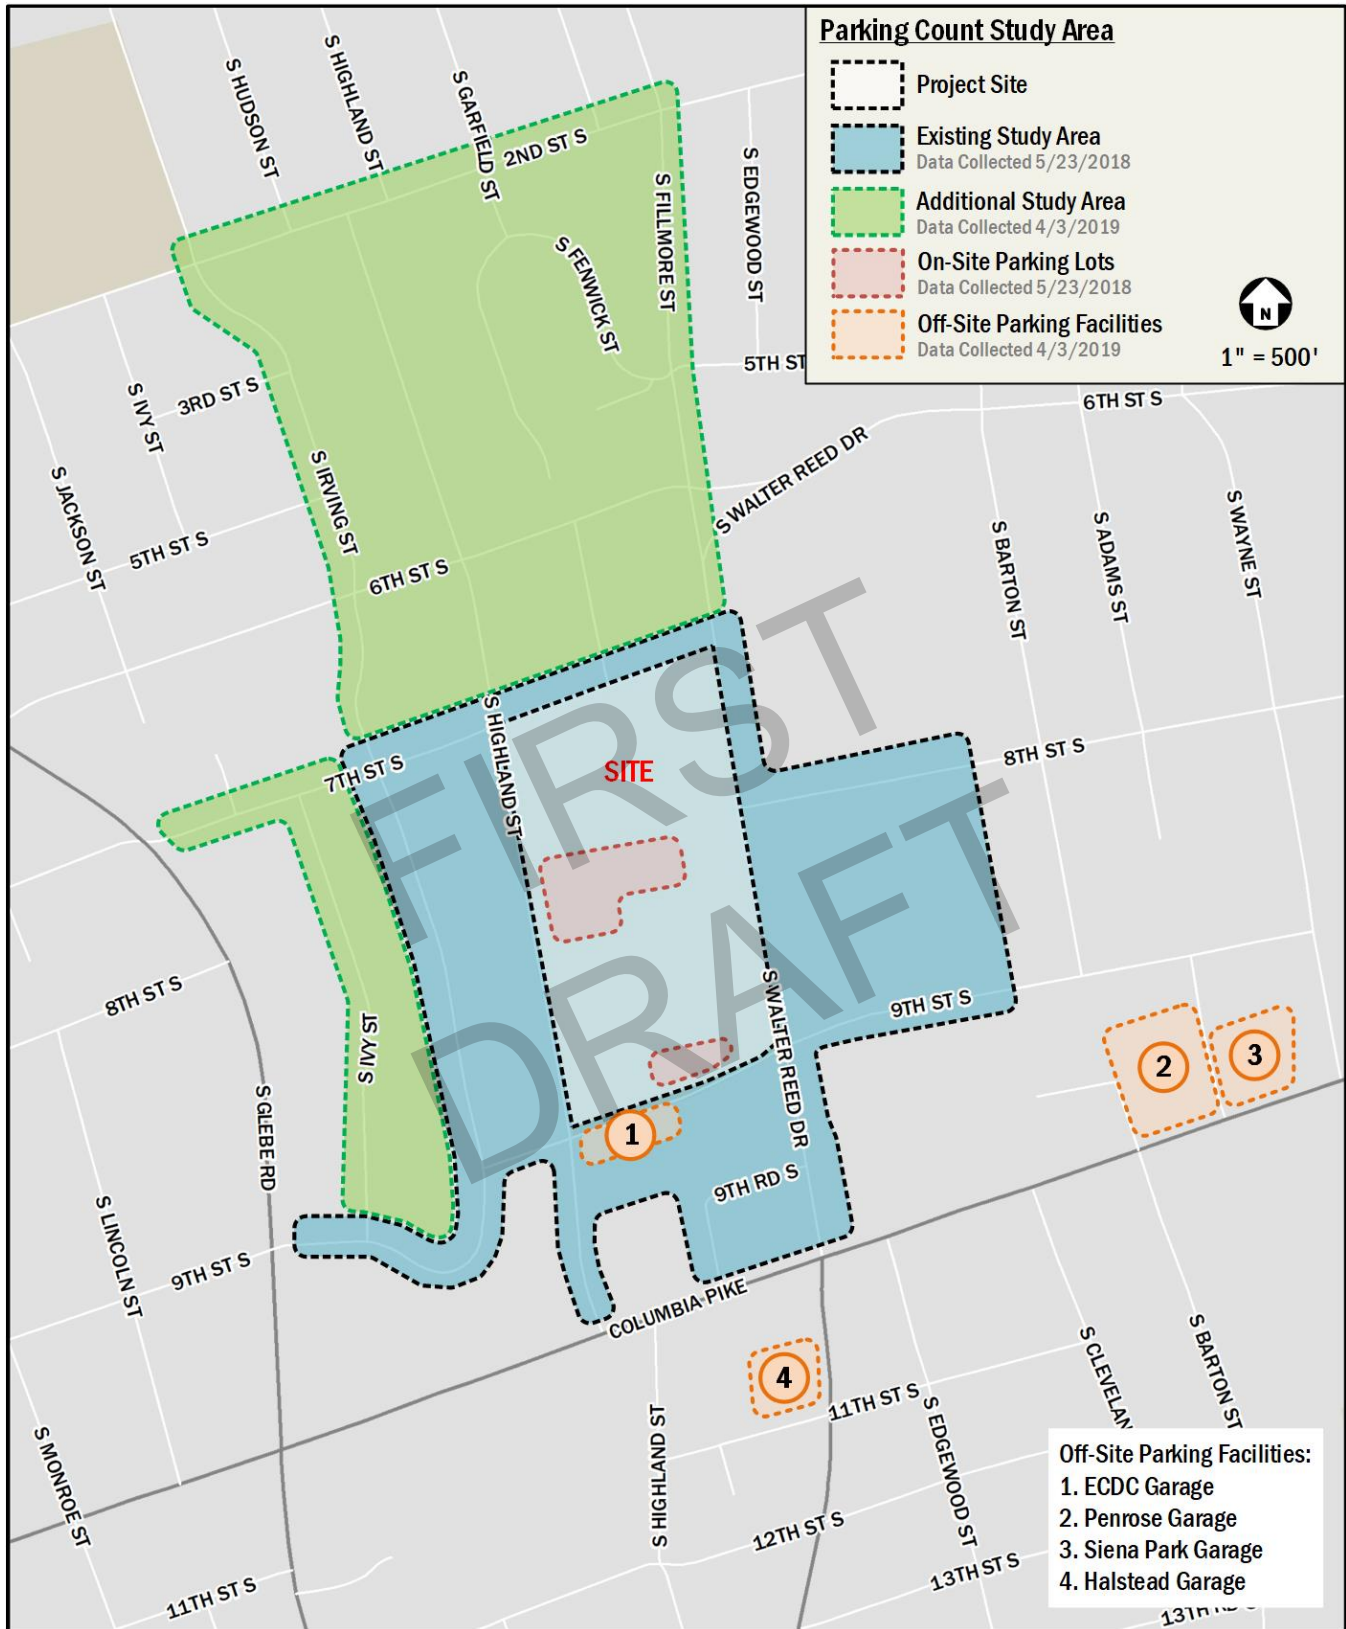 Parking Count Study Area
Project Site
Existing Study Area
Data Collected 5/23/2018
Additional Study Area
Data Collected 4/3/2019
On-Site Parking Lots
Data Collected 5/23/2018
Off-Site Parking Facilities
Data Collected 4/3/2019
N
1" = 500'
S HUDSON ST
S HIGHLAND ST
S GARFIELD ST
2ND ST S
S FILLMORE ST
S EDGEWOOD ST
S FENWICK ST
5TH ST
3RD ST S
S IVY ST
S JACKSON ST
5TH ST S
S IRVING ST
6TH ST S
S WALTER REED DR
6TH ST S
S BARTON ST
S ADAMS ST
S WAYNE ST
7TH ST S
S HIGHLAND ST
SITE
8TH ST S
FIRST
DRAFT
8TH ST S
S IVY ST
S GLEBE RD
S WALTER REED DR
9TH ST S
1
2
3
9TH RD S
S LINCOLN ST
9TH ST S
COLUMBIA PIKE
4
S HIGHLAND ST
11TH ST S
S EDGEWOOD ST
S CLEVELAN
S BARTON ST
S MONROE ST
11TH ST S
12TH ST S
13TH ST S
Off-Site Parking Facilities:
1. ECDC Garage
2. Penrose Garage
3. Siena Park Garage
4. Halstead Garage
13TH